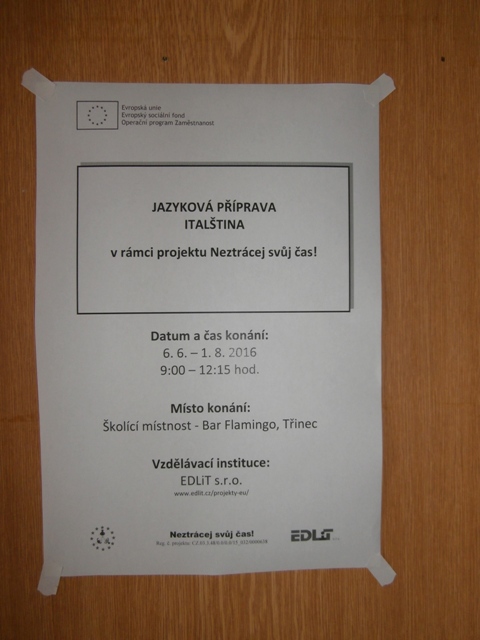 Evropská unie
Evropský sociální fond
Operační program Zaměstnanost
JAZYKOVÁ PŘÍPRAVA
ITALŠTINA
v rámci projektu Neztrácej svůj čas!
Datum a čas konání:
6. 6. – 1. 8. 2016
9:00 – 12:15 hod.
Místo konání:
Školící místnost - Bar Flamingo, Třinec
Vzdělávací instituce:
EDLiT s.r.o.
www.edlit.cz/projekty-eu/
Neztrácej svůj čas!
Reg. č. projektu:
EDLiT